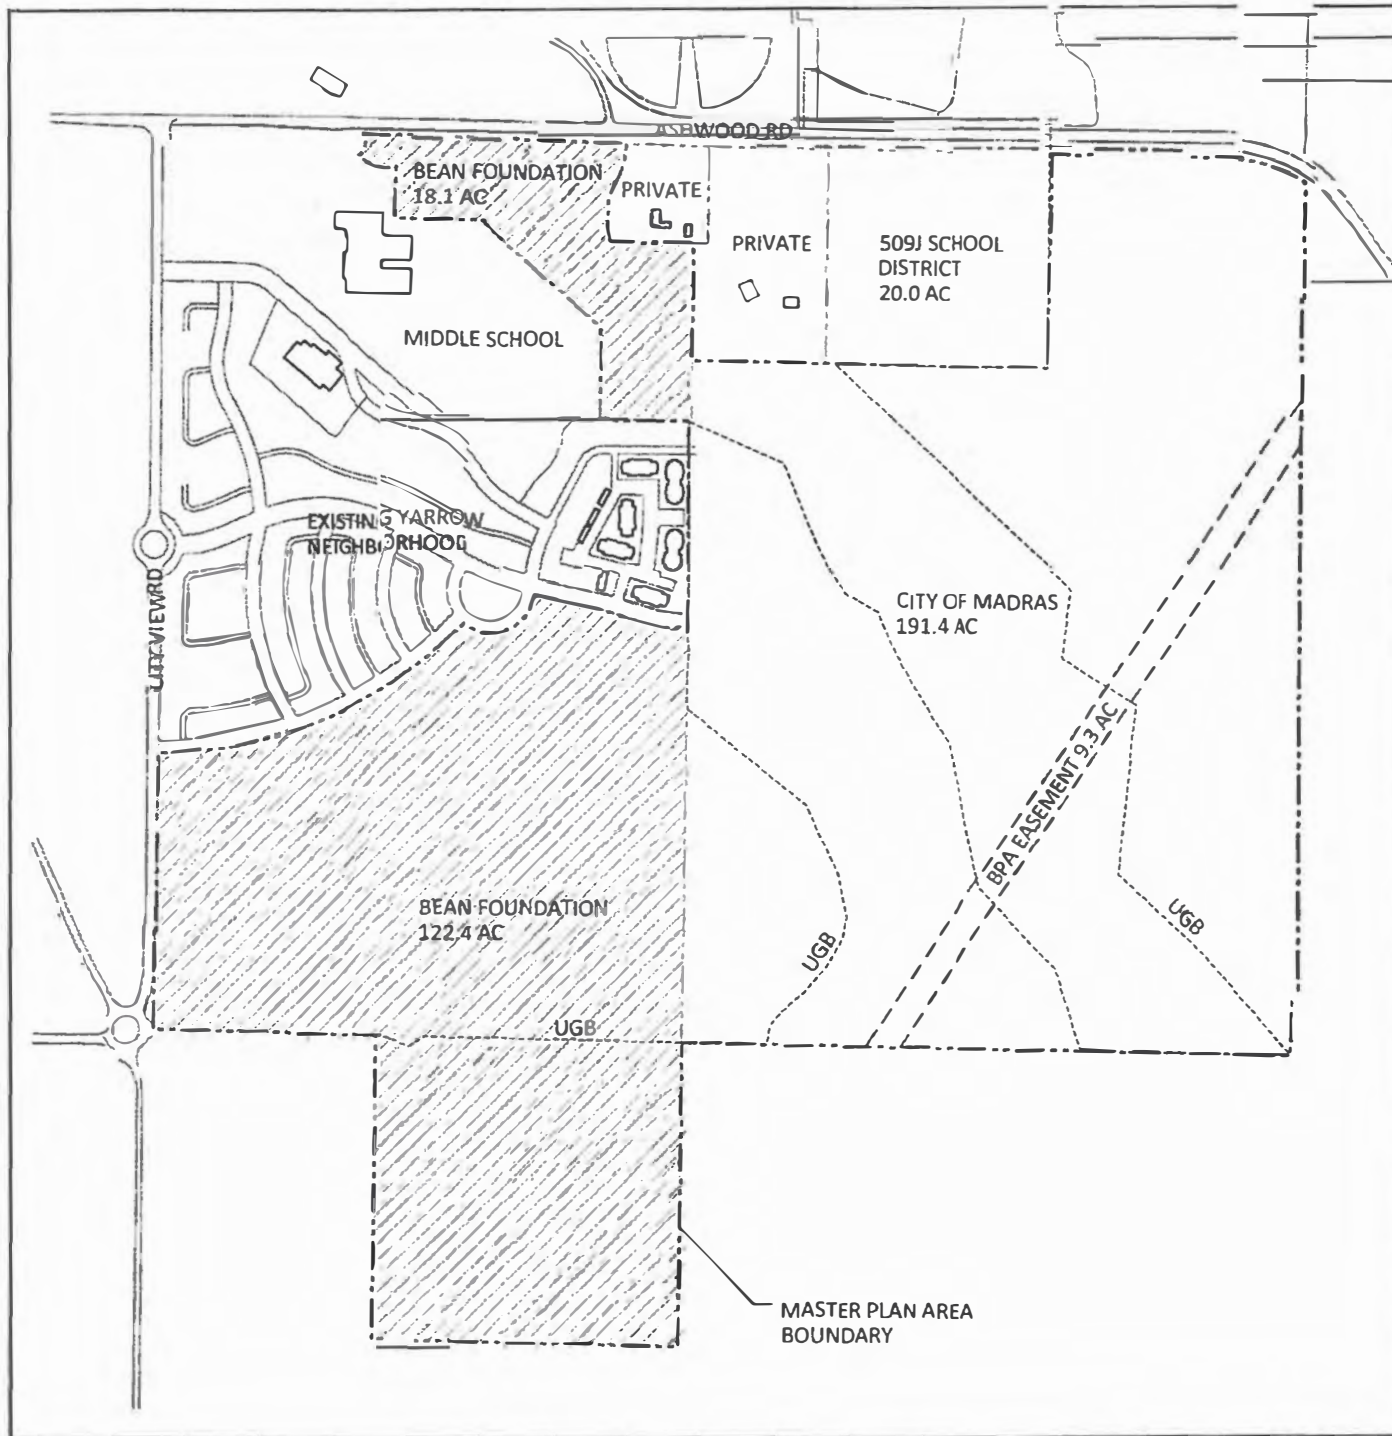 ASHWOOD RD
BEAN FOUNDATION
18.1 AC
PRIVATE
PRIVATE
509J SCHOOL
DISTRICT
20.0 AC
MIDDLE SCHOOL
EXISTING YARROW
NEIGHBORHOOD
CITY VIEW RD
CITY OF MADRAS
191.4 AC
BPA EASEMENT 9.3 AC
BEAN FOUNDATION
122.4 AC
UGB
UGB
UGB
MASTER PLAN AREA
BOUNDARY